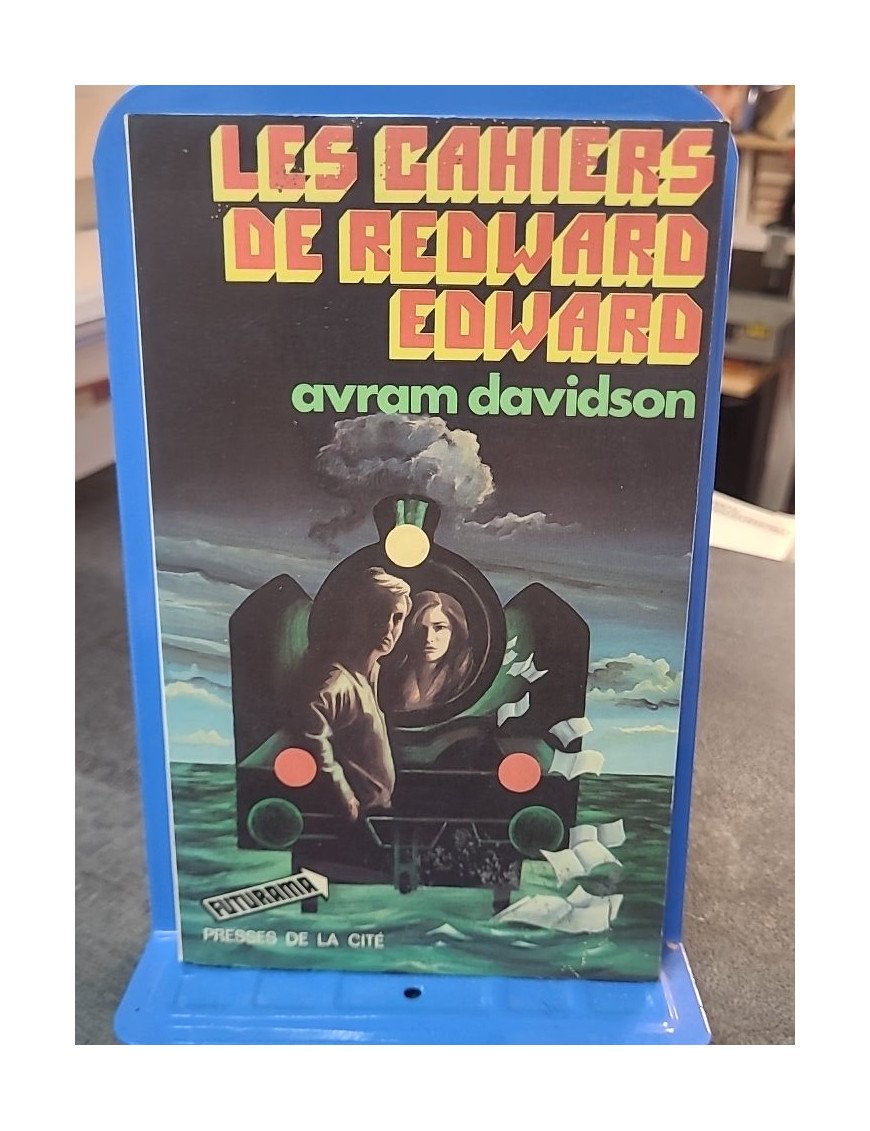 LES CAHIERS
DE REDWARD
EDWARD
avram davidson
FUTURAMA
PRESSES DE LA CITÉ